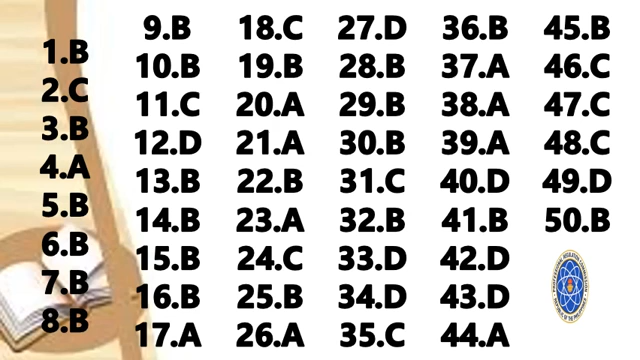 1.B
2.C
3.B
4.A
5.B
6.B
7.B
8.B
9.B
10.B
11.C
12.D
13.B
14.B
15.B
16.B
17.A
18.C
19.B
20.A
21.A
22.B
23.A
24.C
25.B
26.A
27.D
28.B
29.B
30.B
31.C
32.B
33.D
34.D
35.C
36.B
37.A
38.A
39.A
40.D
41.B
42.D
43.D
44.A
45.B
46.C
47.C
48.C
49.D
50.B